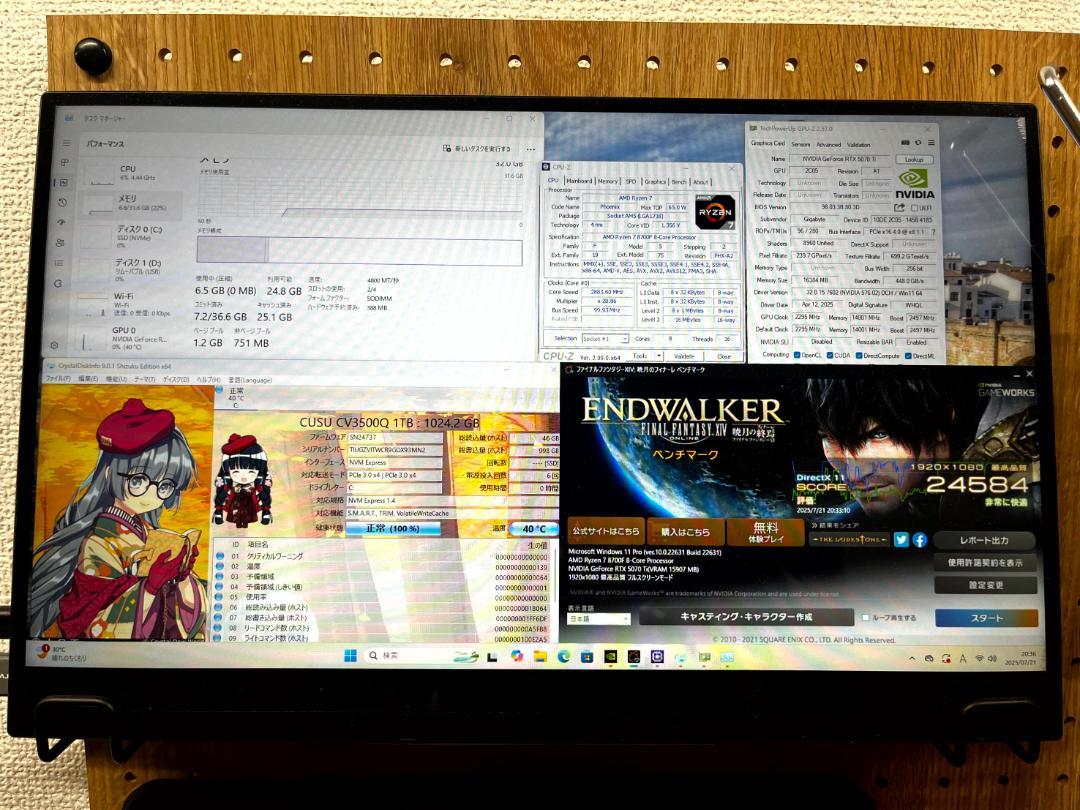 タスク マネージャー
パフォーマンス
新しいタスクを実行する
CPU
6% 4.44 GHz
メモリ
6.8/31.6 GB (22%)
ディスク 0 (C:)
SSD (NVMe)
0%
ディスク 1 (D:)
リムーバブル (USB)
0%
Wi-Fi
Wi-Fi
送信: 0 受信: 0 Kbps
GPU 0
NVIDIA GeForce R...
0% (40 °C)
メモリ
32.0 GB
メモリ使用量
31.6 GB
60 秒
0
メモリ構成
使用中 (圧縮)
利用可能
6.5 GB (0 MB)
24.8 GB
コミット済み
キャッシュ済み
7.2/36.6 GB
25.1 GB
ページ プール
非ページ プール
1.2 GB
751 MB
速度:
4800 MT/秒
スロットの使用:
2/4
フォーム ファクター:
SODIMM
ハードウェア予約済み:
388 MB
CPU-Z
CPU Mainboard Memory SPD Graphics Bench About
Processor
Name AMD Ryzen 7
Code Name Phoenix Max TDP 65.0 W
Package Socket AM5 (LGA1718)
Technology 4 nm Core VID
AMD
RYZEN
7
Specification AMD Ryzen 7 8700F 8-Core Processor
Family F Model 5 Stepping 2
Ext. Family 19 Ext. Model 75 Revision PHX-A2
Instructions MMX(+), SSE, SSE2, SSE3, SSSE3, SSE4.1, SSE4.2, SSE4A,
x86-64, AMD-V, AES, AVX, AVX2, AVX512, FMA3, SHA
Clocks (Core #0)
Cache
Core Speed
L1 Data 8 x 32 KBytes 8-way
Multiplier
L1 Inst. 8 x 32 KBytes 8-way
Bus Speed
Level 2 8 x 1 MBytes 8-way
Level 3 16 MBytes 16-way
Selection Socket #1 Cores 8 Threads 16
CPU-Z Ver. 2.09.0.x64 Tools Validate Close
TechPowerUp GPU-Z 2.57.0
Graphics Card Sensors Advanced Validation
Name NVIDIA GeForce RTX 5070 Ti Lookup
GPU 2C05 Revision A1
Technology Unknown Die Size Unknown
Release Date Unknown Transistors Unknown
NVIDIA
BIOS Version UEFI
Subvendor Gigabyte Device ID 10DE 2C05 - 1458 4183
ROPs/TMUs 96 / 280 Bus Interface PCIe x16 4.0 @ x8 1.1 ?
Shaders 8960 Unified DirectX Support Unknown
Pixel Fillrate 239.7 GPixel/s Texture Fillrate 699.2 GTexel/s
Memory Type Unknown Bus Width 256 bit
Memory Size 16384 MB Bandwidth
Driver Version 32.0.15.7602 (NVIDIA 576.02) DCH / Win11 64
Driver Date Apr 12, 2025 Digital Signature WHQL
GPU Clock 2295 MHz Memory Boost 2497 MHz
Default Clock 2295 MHz Memory Boost 2497 MHz
NVIDIA SLI Disabled Resizable BAR Enabled
Computing OpenCL CUDA DirectCompute DirectML
CrystalDiskInfo 9.0.1 Shizuku Edition x64
ファイル(F) 編集(E) 機能(U) テーマ(T) ディスク(D) ヘルプ(H) 言語(Language)
正常
40 °C
C:
CUSU CV3500Q 1TB : 1024.2 GB
ファームウェア SN24737
シリアルナンバー
インターフェース NVM Express
対応転送モード PCIe 3.0 x4 | PCIe 3.0 x4
ドライブレター C:
対応規格 NVM Express 1.4
対応機能 S.M.A.R.T., TRIM, VolatileWriteCache
総読込量 (ホスト) 46 GB
総書込量 (ホスト) 998 GB
回転数 ---- (SSD)
電源投入回数 6 回
使用時間 0 時間
健康状態 正常 (100 %)
温度 40 °C
ID 項目名 生の値
01 クリティカルワーニング 00000000000000
02 温度 00000000000139
03 予備領域 00000000000064
04 予備領域 (しきい値)
05 使用率 00000000000000
06 総読み込み量 (ホスト) 00000000018064
07 総書き込み量 (ホスト) 000000001FF6DF
08 リードコマンド数 (ホスト) 000000000A5FB8
09 ライトコマンド数 (ホスト) 000000000100E2A5
CrystalDiskInfo
ファイナルファンタジーXIV: 暁月のフィナーレ ベンチマーク
ENDWALKER
FINAL FANTASY XIV 暁月の終焉
ONLINE
ベンチマーク
NVIDIA
GAMEWORKS
DirectX 11
1920×1080 最高品質
SCORE
24584
評価:
非常に快適
2025/7/21 20:33:10
公式サイトはこちら
購入はこちら
無料
体験プレイ
結果をシェア
THE LODESTONE
レポート出力
使用許諾契約を表示
設定変更
Microsoft Windows 11 Pro (ver.10.0.22631 Build 22631)
AMD Ryzen 7 8700F 8-Core Processor
NVIDIA GeForce RTX 5070 Ti(VRAM 15907 MB)
1920x1080 最高品質 フルスクリーンモード
NVIDIA® and NVIDIA GameWorks™ are trademarks of NVIDIA Corporation and are used under license.
表示言語
日本語
キャスティング・キャラクター作成
ループ再生する
スタート
© 2010 - 2021 SQUARE ENIX CO., LTD. All Rights Reserved.
1
30°C
晴れのちくもり
検索
A
20:36
2025/07/21